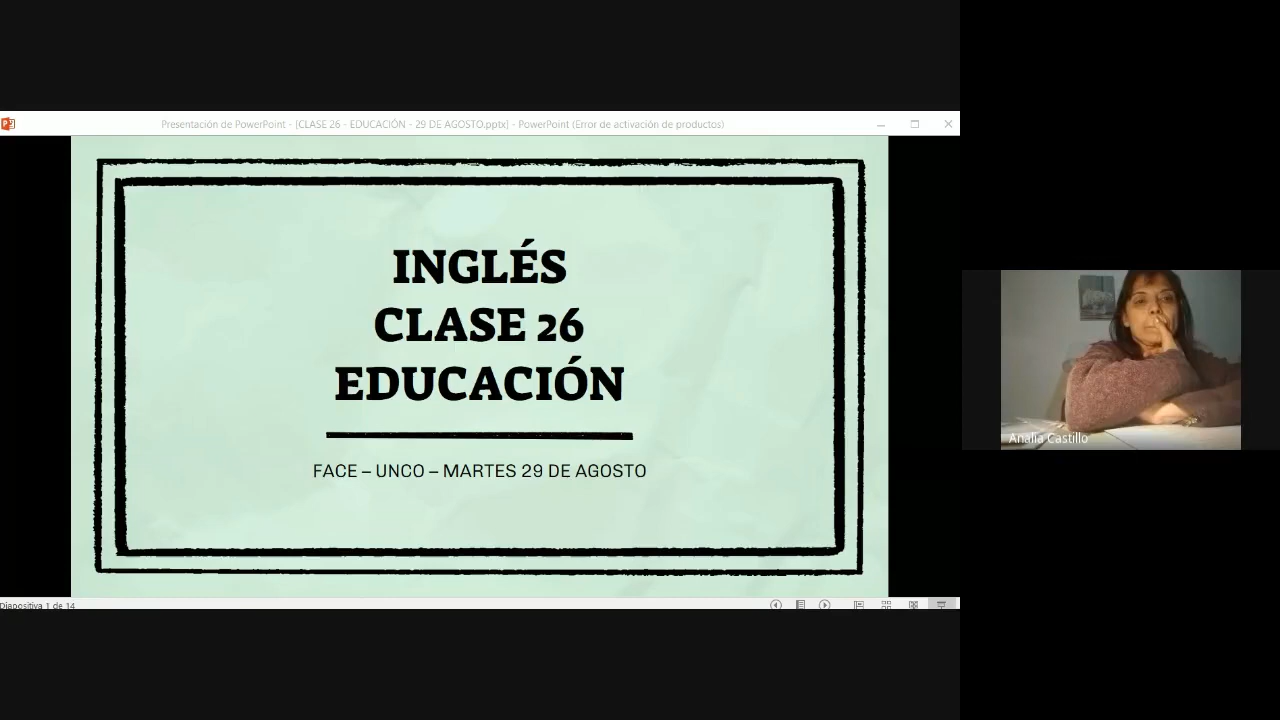 Presentación de PowerPoint - [CLASE 26 - EDUCACIÓN - 29 DE AGOSTO.pptx] - PowerPoint (Error de activación de productos)
INGLÉS
CLASE 26
EDUCACIÓN
FACE – UNCO – MARTES 29 DE AGOSTO
Analía Castillo
Diapositiva 1 de 14